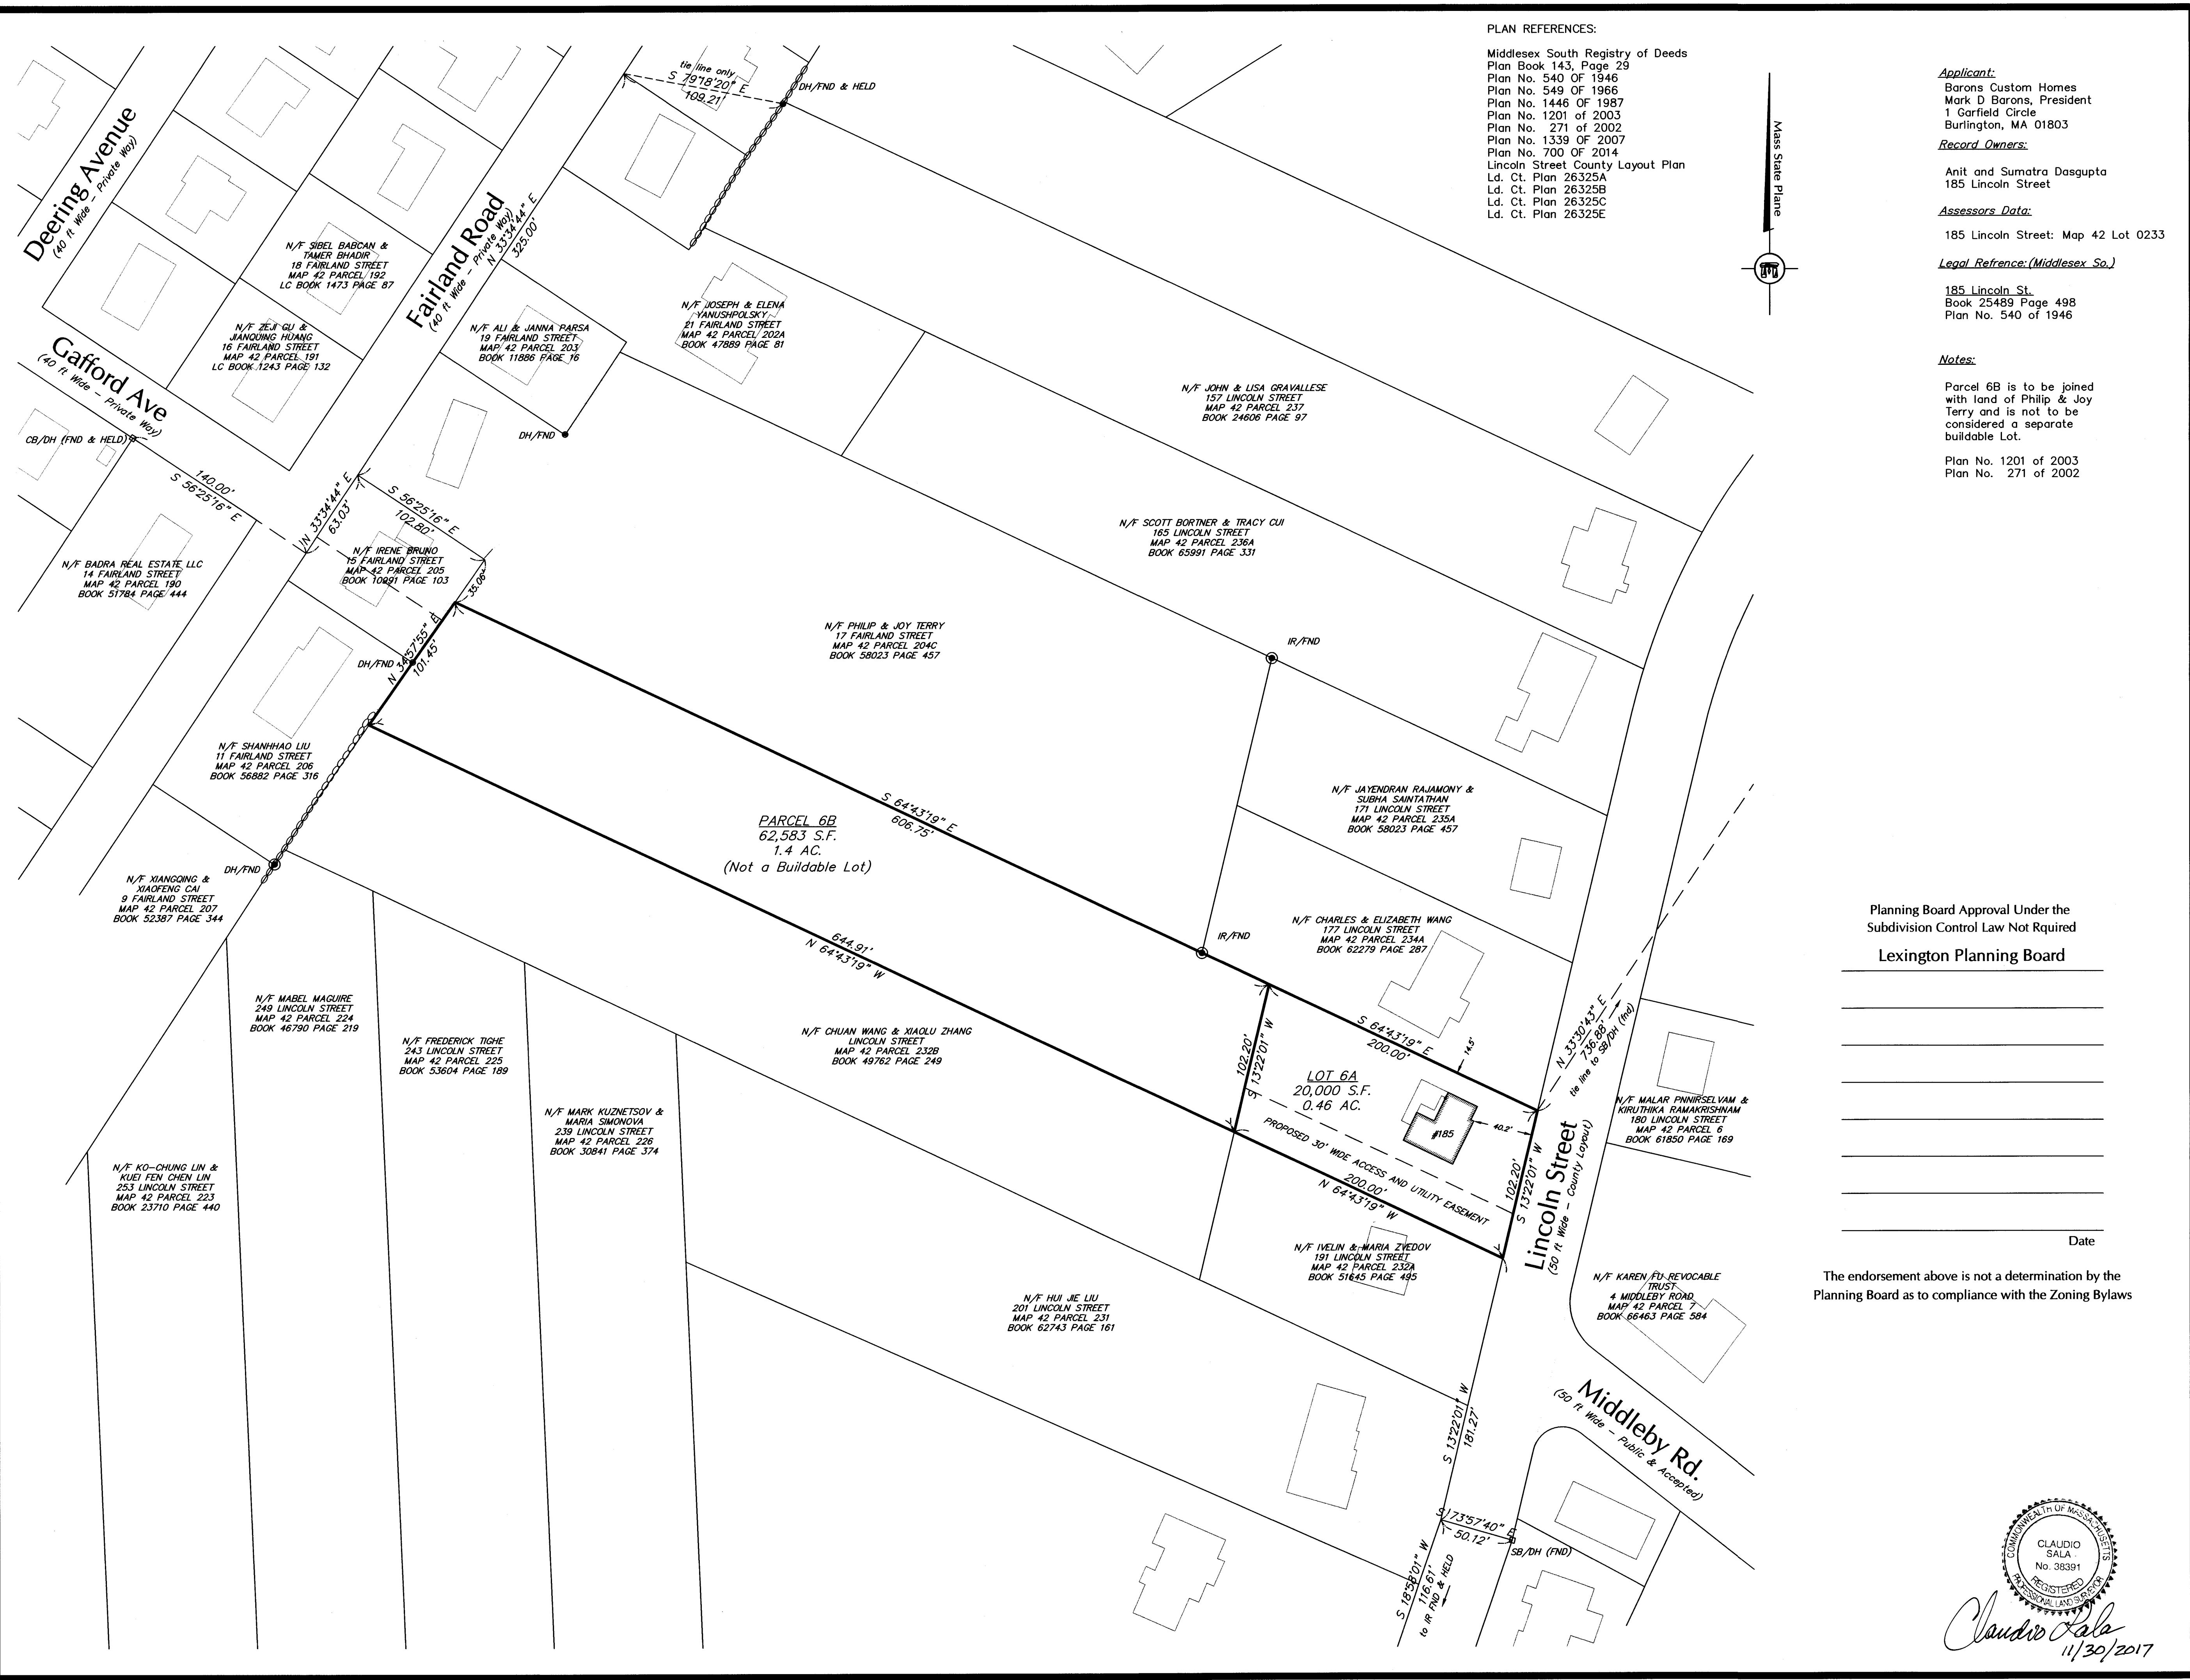 PLAN REFERENCES:
Middlesex South Registry of Deeds
Plan Book 143, Page 29
Plan No. 540 OF 1946
Plan No. 549 OF 1966
Plan No. 1446 OF 1987
Plan No. 1201 of 2003
Plan No. 271 of 2002
Plan No. 1339 OF 2007
Plan No. 700 OF 2014
Lincoln Street County Layout Plan
Ld. Ct. Plan 26325A
Ld. Ct. Plan 26325B
Ld. Ct. Plan 26325C
Ld. Ct. Plan 26325E
Mass State Plane
Applicant:
Barons Custom Homes
Mark D Barons, President
1 Garfield Circle
Burlington, MA 01803
Record Owners:
Anit and Sumatra Dasgupta
185 Lincoln Street
Assessors Data:
185 Lincoln Street: Map 42 Lot 0233
Legal Refrence: (Middlesex So.)
185 Lincoln St.
Book 25489 Page 498
Plan No. 540 of 1946
Notes:
Parcel 6B is to be joined
with land of Philip & Joy
Terry and is not to be
considered a separate
buildable Lot.
Plan No. 1201 of 2003
Plan No. 271 of 2002
tie line only
S 79°18'20" E
109.21'
DH/FND & HELD
Deering Avenue
(40 ft Wide - Private Way)
Fairland Road
(40 ft Wide - Private Way)
N 33°34'44" E
325.00'
Gafford Ave
(40 ft Wide - Private Way)
N/F SIBEL BABCAN &
TAMER BHADIR
18 FAIRLAND STREET
MAP 42 PARCEL 192
LC BOOK 1473 PAGE 87
N/F ZEJI GU &
JIANQUING HUANG
16 FAIRLAND STREET
MAP 42 PARCEL 191
LC BOOK 1243 PAGE 132
N/F ALI & JANNA PARSA
19 FAIRLAND STREET
MAP 42 PARCEL 203
BOOK 11886 PAGE 16
N/F JOSEPH & ELENA
YANUSHPOLSKY
21 FAIRLAND STREET
MAP 42 PARCEL 202A
BOOK 47889 PAGE 81
N/F JOHN & LISA GRAVALLESE
157 LINCOLN STREET
MAP 42 PARCEL 237
BOOK 24606 PAGE 97
CB/DH (FND & HELD)
DH/FND
140.00'
S 56°25'16" E
N 33°34'44" E
63.03'
S 56°25'16" E
102.80'
N/F SCOTT BORTNER & TRACY CUI
165 LINCOLN STREET
MAP 42 PARCEL 236A
BOOK 65991 PAGE 331
N/F BADRA REAL ESTATE LLC
14 FAIRLAND STREET
MAP 42 PARCEL 190
BOOK 51784 PAGE 444
N/F IRENE BRUNO
15 FAIRLAND STREET
MAP 42 PARCEL 205
BOOK 10991 PAGE 103
35.06'
N/F PHILIP & JOY TERRY
17 FAIRLAND STREET
MAP 42 PARCEL 204C
BOOK 58023 PAGE 457
IR/FND
DH/FND
N 34°57'55" E
101.45'
N/F SHANHHAO LIU
11 FAIRLAND STREET
MAP 42 PARCEL 206
BOOK 56882 PAGE 316
PARCEL 6B
62,583 S.F.
1.4 AC.
(Not a Buildable Lot)
S 64°43'19" E
606.75'
N/F JAYENDRAN RAJAMONY &
SUBHA SAINTATHAN
171 LINCOLN STREET
MAP 42 PARCEL 235A
BOOK 58023 PAGE 457
DH/FND
N/F XIANGQING &
XIAOFENG CAI
9 FAIRLAND STREET
MAP 42 PARCEL 207
BOOK 52387 PAGE 344
644.91'
N 64°43'19" W
IR/FND
N/F CHARLES & ELIZABETH WANG
177 LINCOLN STREET
MAP 42 PARCEL 234A
BOOK 62279 PAGE 287
N/F MABEL MAGUIRE
249 LINCOLN STREET
MAP 42 PARCEL 224
BOOK 46790 PAGE 219
N/F FREDERICK TIGHE
243 LINCOLN STREET
MAP 42 PARCEL 225
BOOK 53604 PAGE 189
N/F CHUAN WANG & XIAOLU ZHANG
LINCOLN STREET
MAP 42 PARCEL 232B
BOOK 49762 PAGE 249
102.20'
S 13°22'01" W
S 64°43'19" E
200.00'
14.5'
LOT 6A
20,000 S.F.
0.46 AC.
#185
40.2'
N 33°30'43" E
736.88'
tie line to SB/DH (fnd)
PROPOSED 30' WIDE ACCESS AND UTILITY EASEMENT
200.00'
N 64°43'19" W
102.20'
S 13°22'01" W
Lincoln Street
(50 ft Wide - County Layout)
N/F MALAR PNNIRSELVAM &
KIRUTHIKA RAMAKRISHNAM
180 LINCOLN STREET
MAP 42 PARCEL 6
BOOK 61850 PAGE 169
N/F MARK KUZNETSOV &
MARIA SIMONOVA
239 LINCOLN STREET
MAP 42 PARCEL 226
BOOK 30841 PAGE 374
N/F KO-CHUNG LIN &
KUEI FEN CHEN LIN
253 LINCOLN STREET
MAP 42 PARCEL 223
BOOK 23710 PAGE 440
N/F IVELIN & MARIA ZVEDOV
191 LINCOLN STREET
MAP 42 PARCEL 232A
BOOK 51645 PAGE 495
N/F KAREN FU REVOCABLE
TRUST
4 MIDDLEBY ROAD
MAP 42 PARCEL 7
BOOK 66463 PAGE 584
N/F HUI JIE LIU
201 LINCOLN STREET
MAP 42 PARCEL 231
BOOK 62743 PAGE 161
S 13°22'01" W
181.27'
Middleby Rd.
(50 ft Wide - Public & Accepted)
S 73°57'40" E
50.12'
SB/DH (FND)
S 18°58'01" W
116.61'
to IR FND & HELD
Planning Board Approval Under the
Subdivision Control Law Not Rquired
Lexington Planning Board
Date
The endorsement above is not a determination by the
Planning Board as to compliance with the Zoning Bylaws
COMMONWEALTH OF MASSACHUSETTS
CLAUDIO
SALA
No. 38391
REGISTERED
PROFESSIONAL LAND SURVEYOR
Claudio Sala
11/30/2017